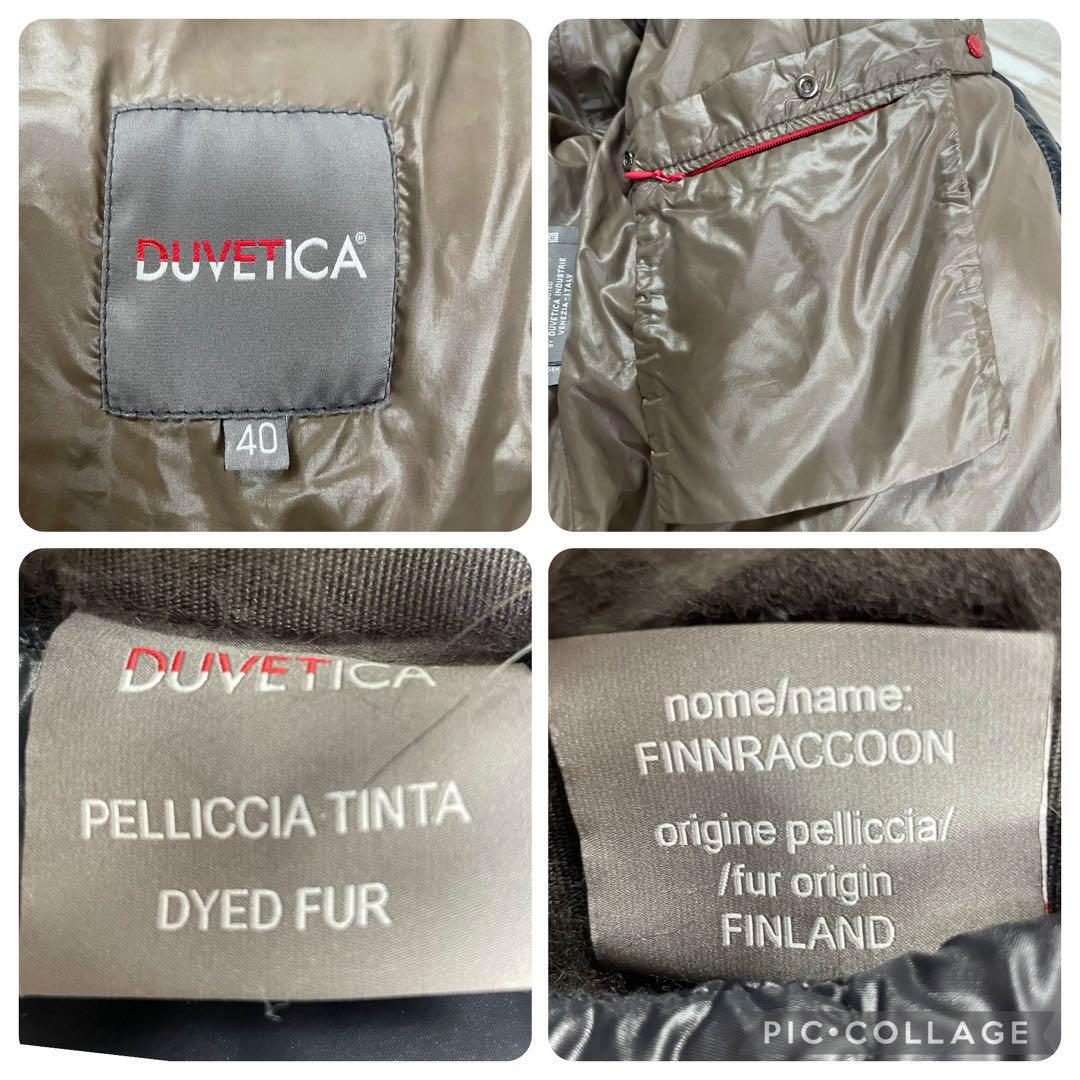 DUVETICA®
40
BY DUVETICA INDUSTRIE
VENEZIA-ITALY
DUVETICA
PELLICCIA TINTA
DYED FUR
nome/name:
FINNRACCOON
origine pelliccia/
/fur origin
FINLAND
PIC•COLLAGE